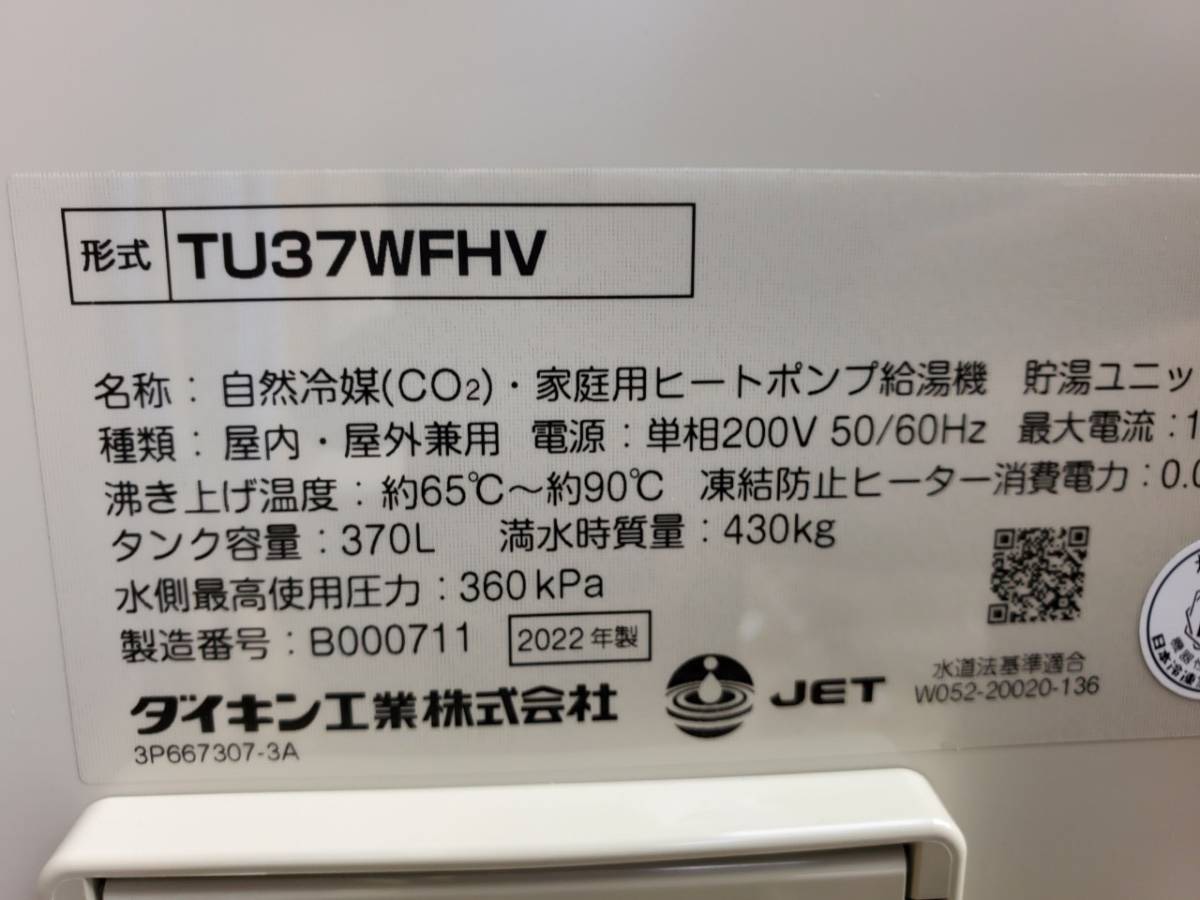 形式 TU37WFHV
名称：自然冷媒(CO₂)・家庭用ヒートポンプ給湯機 貯湯ユニッ
種類：屋内・屋外兼用 電源：単相200V 50/60Hz 最大電流：1
沸き上げ温度：約65℃～約90℃ 凍結防止ヒーター消費電力：0.0
タンク容量：370L 満水時質量：430kg
水側最高使用圧力：360kPa
製造番号：B000711 2022年製
ダイキン工業株式会社 JET
水道法基準適合
W052-20020-136
3P667307-3A
日本冷凍